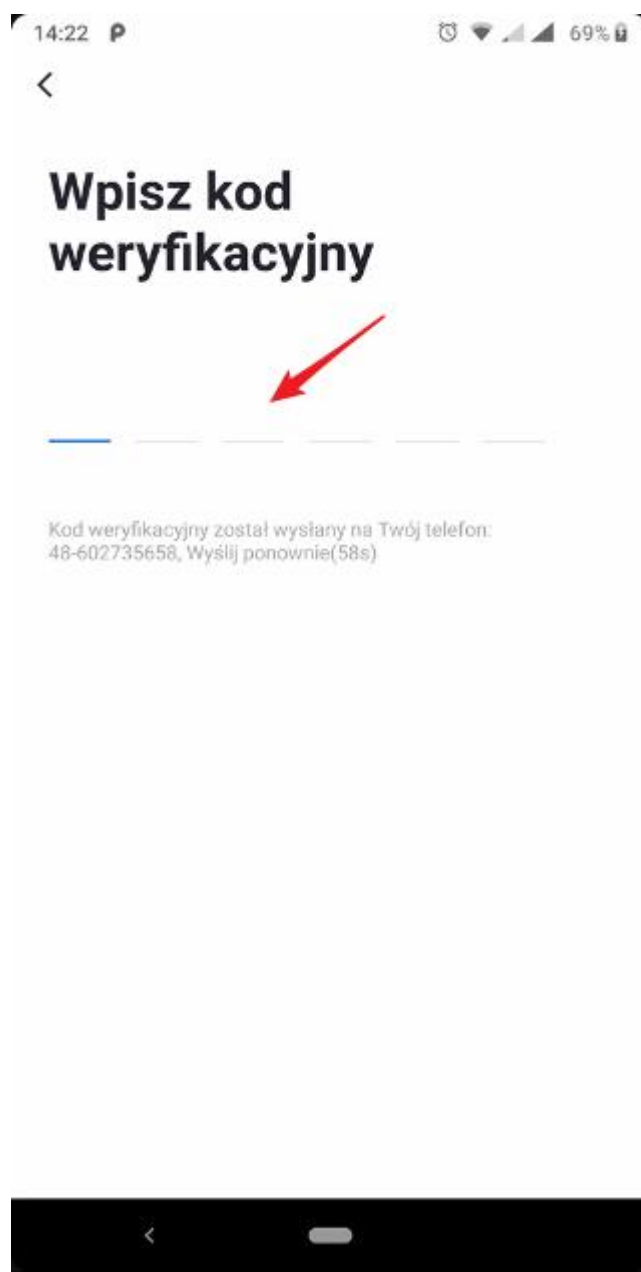 14:22 P 69%
Wpisz kod
weryfikacyjny
Kod weryfikacyjny został wysłany na Twój telefon:
48-602735658, Wyślij ponownie(58s)